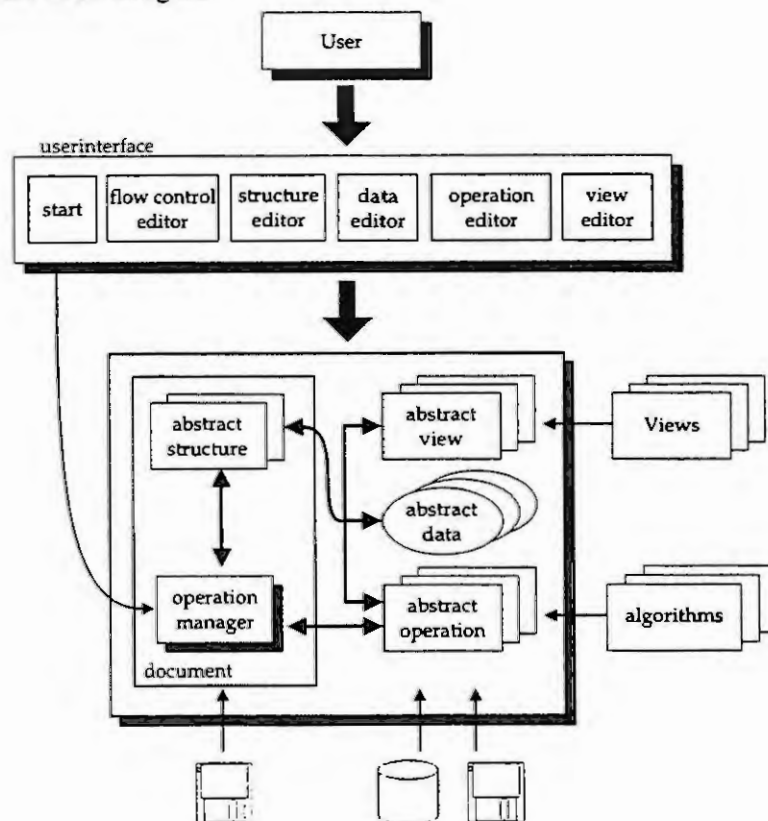 User
userinterface
start
flow control
editor
structure
editor
data
editor
operation
editor
view
editor
abstract
structure
abstract
view
Views
abstract
data
operation
manager
abstract
operation
algorithms
document